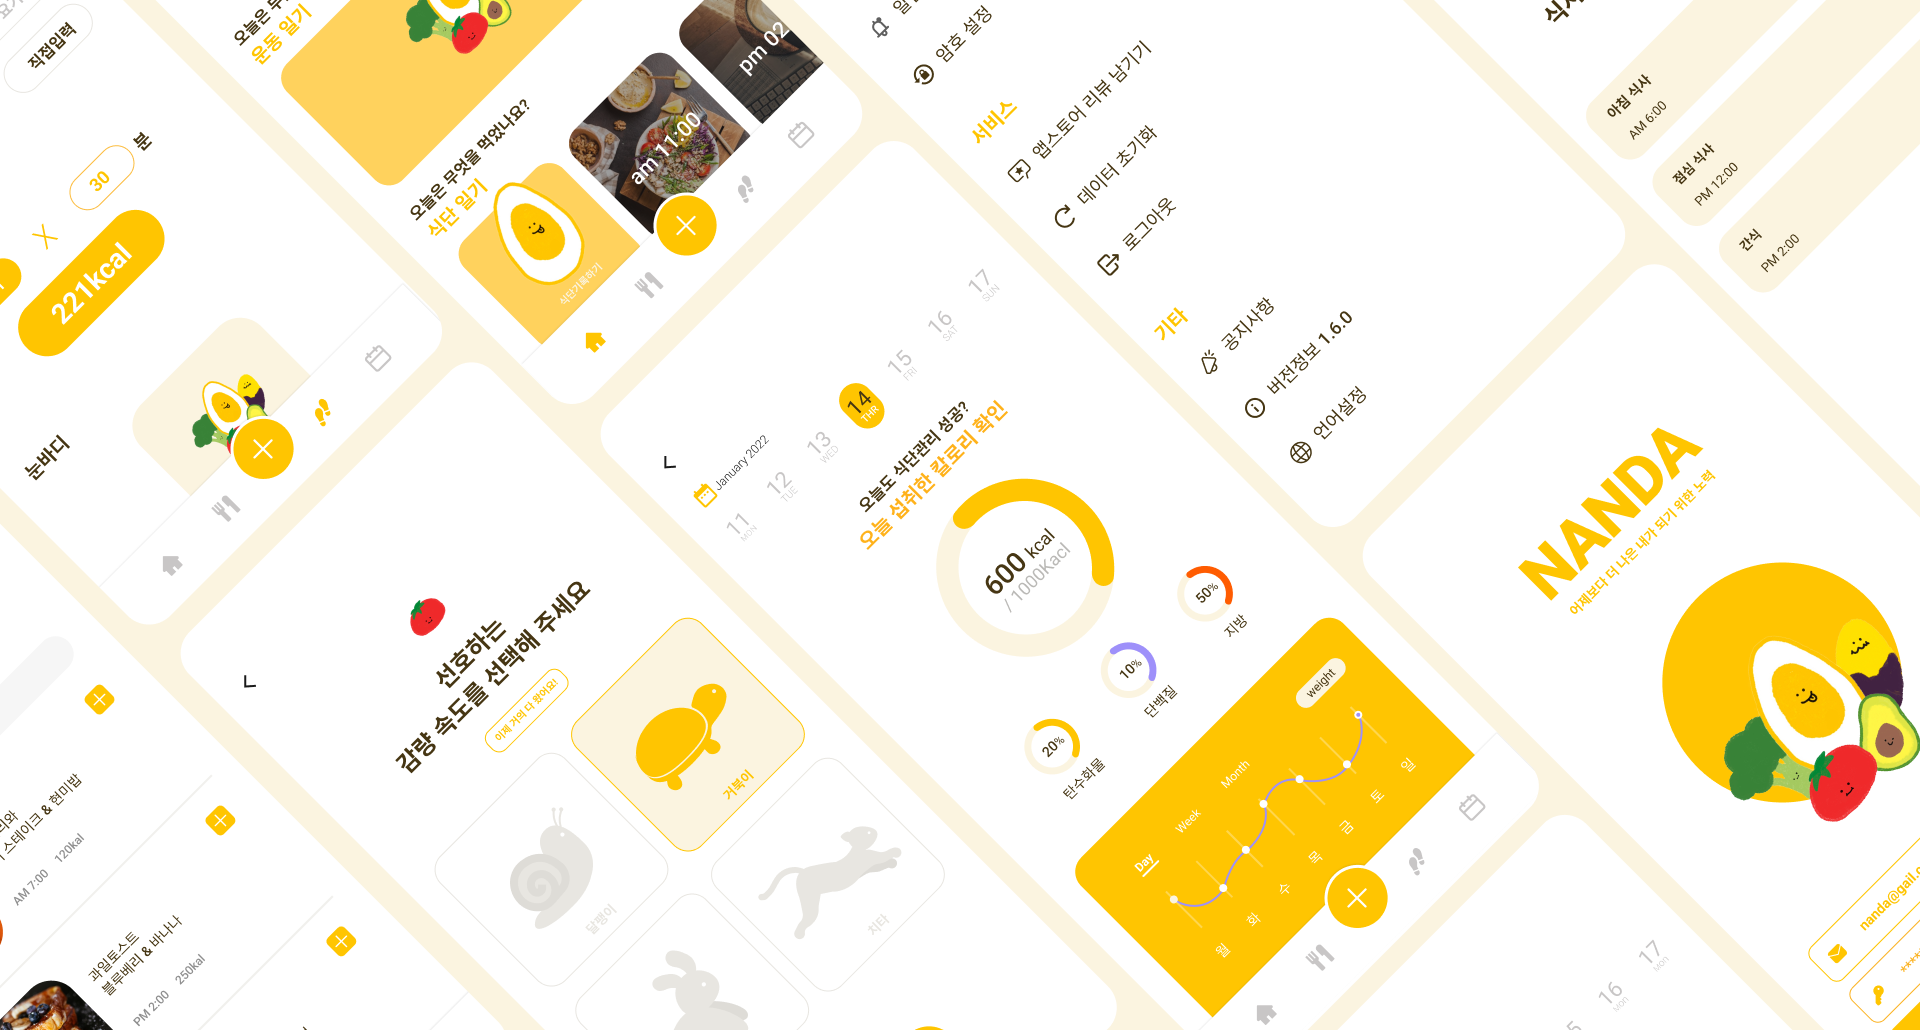 직접입력
분
30
221kcal
눈바디
운동 일기
오늘은 무엇을 먹었나요?
식단 일기
식단기록하기
am 11:00
pm 02
암호 설정
서비스
앱스토어 리뷰 남기기
데이터 초기화
로그아웃
기타
공지사항
버전정보 1.6.0
언어설정
아침 식사
AM 6:00
점심 식사
PM 12:00
간식
PM 2:00
스테이크 & 현미밥
AM 7:00 120kal
과일토스트
블루베리 & 바나나
PM 2:00 250kal
선호하는
감량 속도를 선택해 주세요
이제 거의 다 왔어요!
거북이
달팽이
치타
January 2022
11 MON
12 TUE
13 WED
14 THR
15 FRI
16 SAT
17 SUN
오늘도 식단관리 성공?
오늘 섭취한 칼로리 확인
600 kcal
/ 1000Kacl
50%
지방
10%
단백질
20%
탄수화물
weight
Day
Week
Month
월
화
수
목
금
토
일
NANDA
어제보다 더 나은 내가 되기 위한 노력
16 Mon
17 Mon